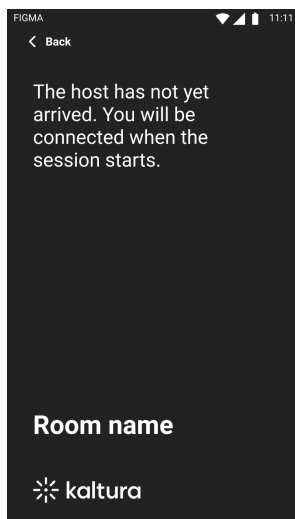 FIGMA 11:11
Back
The host has not yet
arrived. You will be
connected when the
session starts.
Room name
kaltura